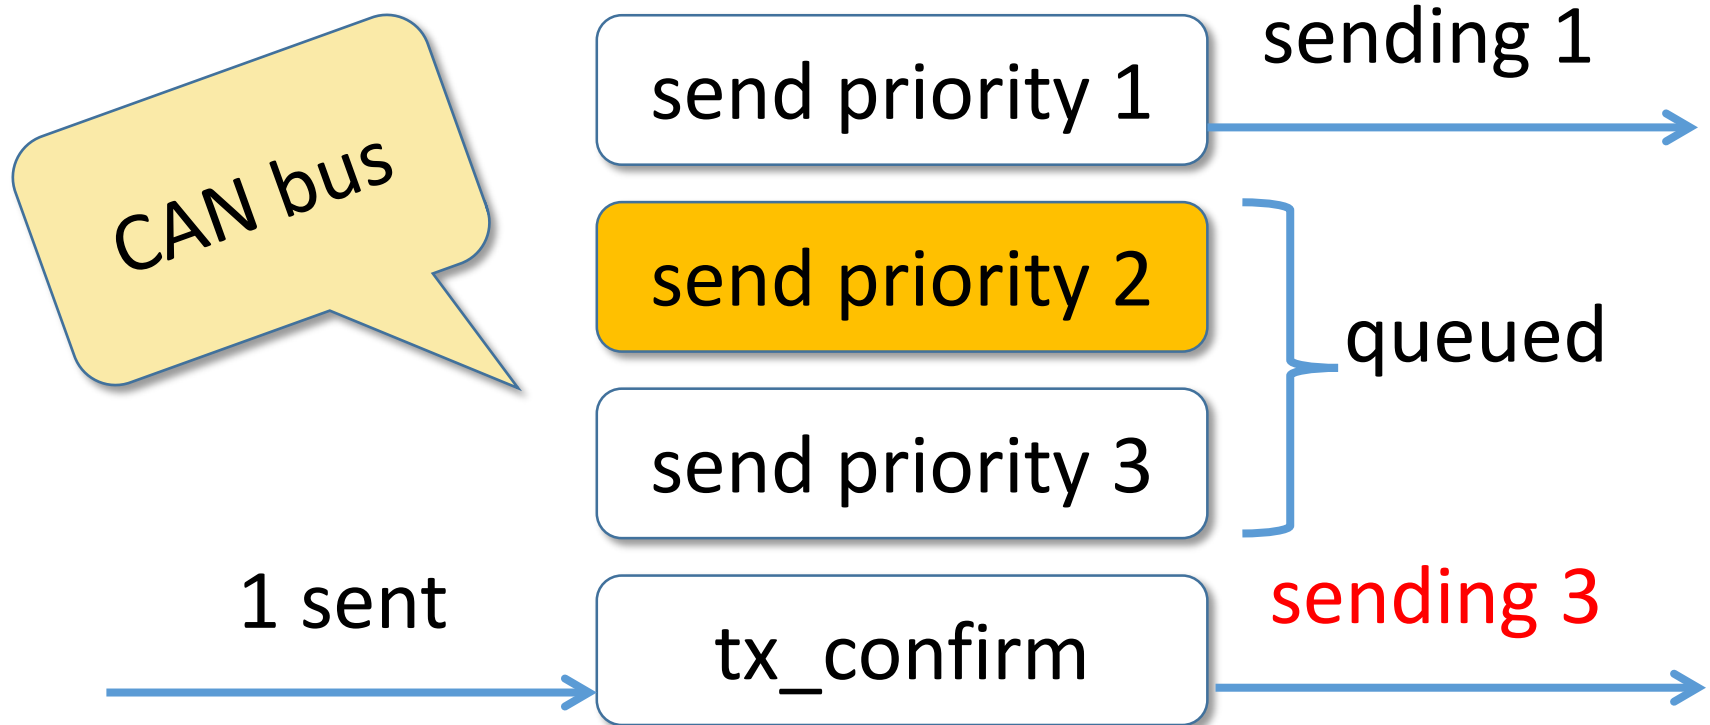 CAN bus
send priority 1
sending 1
send priority 2
queued
send priority 3
1 sent
tx_confirm
sending 3